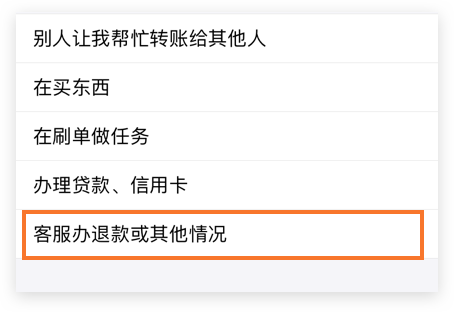 别人让我帮忙转账给其他人
在买东西
在刷单做任务
办理贷款、信用卡
客服办退款或其他情况